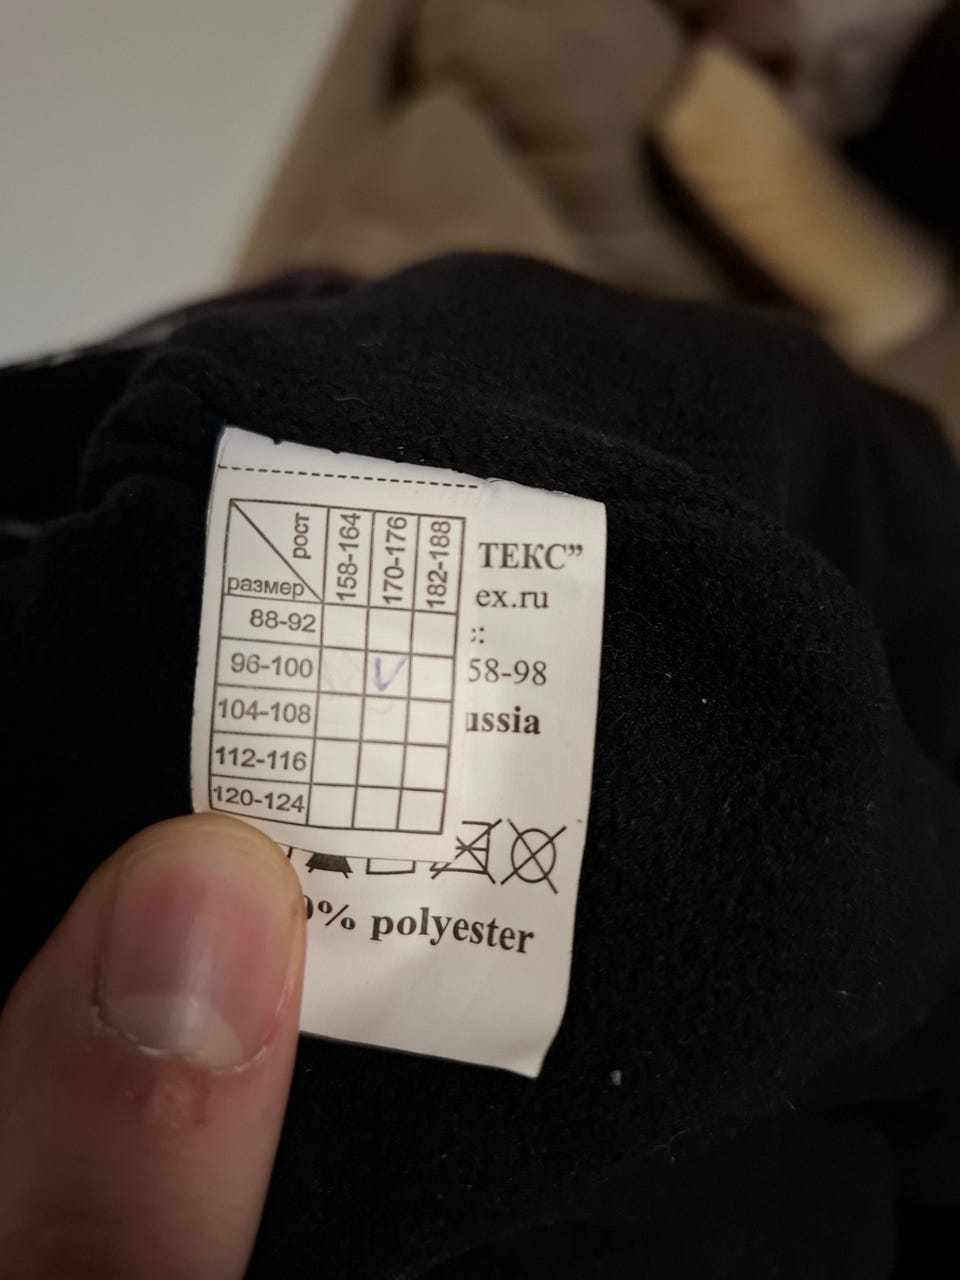 рост
размер
158-164
170-176
182-188
88-92
96-100
104-108
112-116
120-124
ТЕКС”
ex.ru
:
58-98
ussia
0% polyester